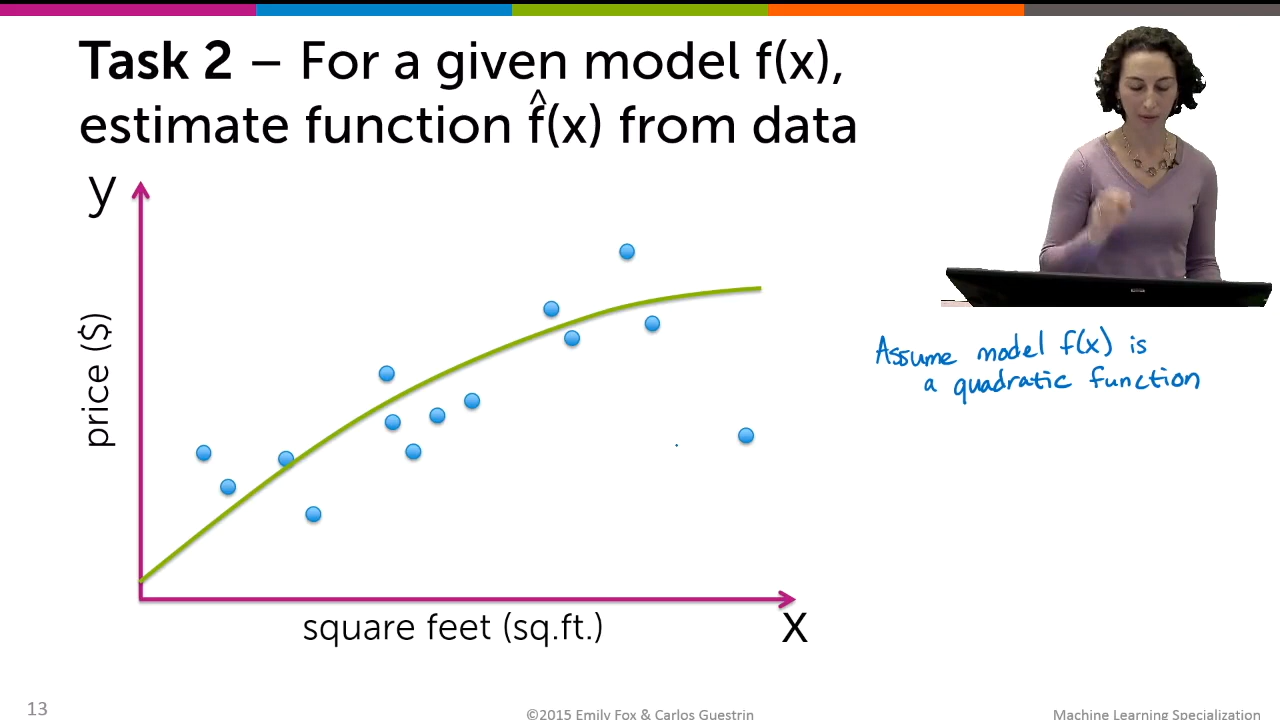 Task 2 – For a given model f(x),
estimate function f̂(x) from data
y
price ($)
square feet (sq.ft.)
x
Assume model f(x) is
a quadratic function
13
©2015 Emily Fox & Carlos Guestrin
Machine Learning Specialization